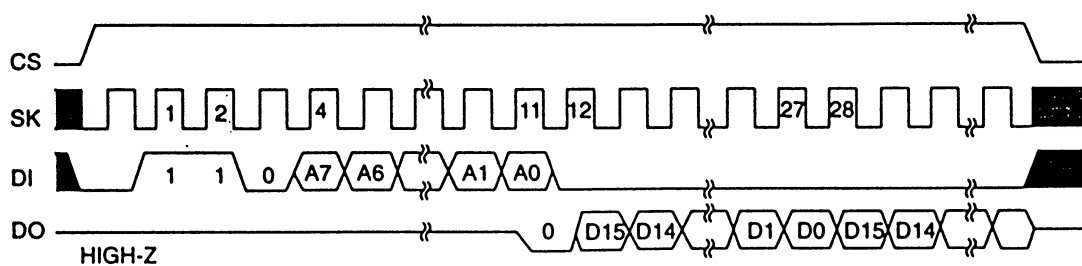 CS
SK 1 2 4 11 12 27 28
DI 1 1 0 A7 A6 A1 A0
DO 0 D15 D14 D1 D0 D15 D14
HIGH-Z